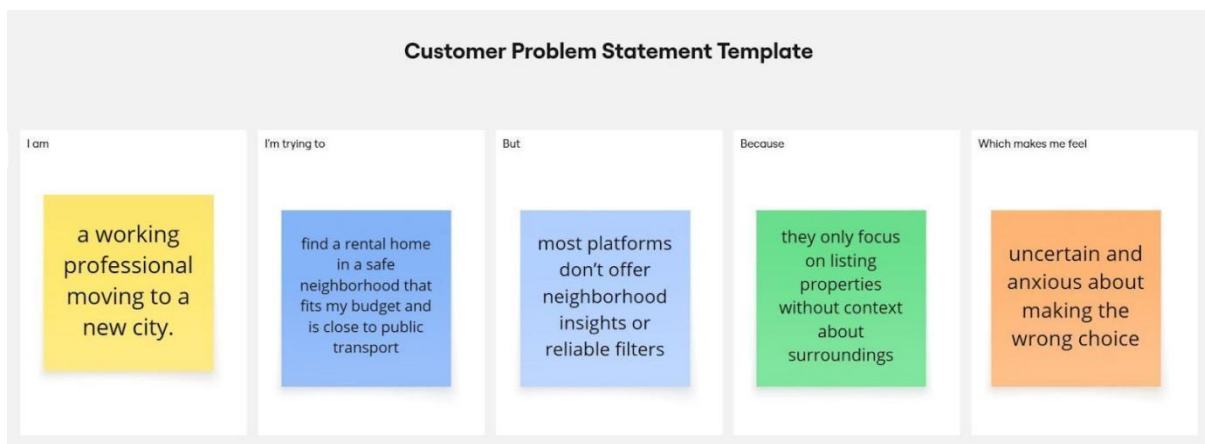 Customer Problem Statement Template
I am
a working
professional
moving to a
new city.
I'm trying to
find a rental home
in a safe
neighborhood that
fits my budget and
is close to public
transport
But
most platforms
don't offer
neighborhood
insights or
reliable filters
Because
they only focus
on listing
properties
without context
about
surroundings
Which makes me feel
uncertain and
anxious about
making the
wrong choice